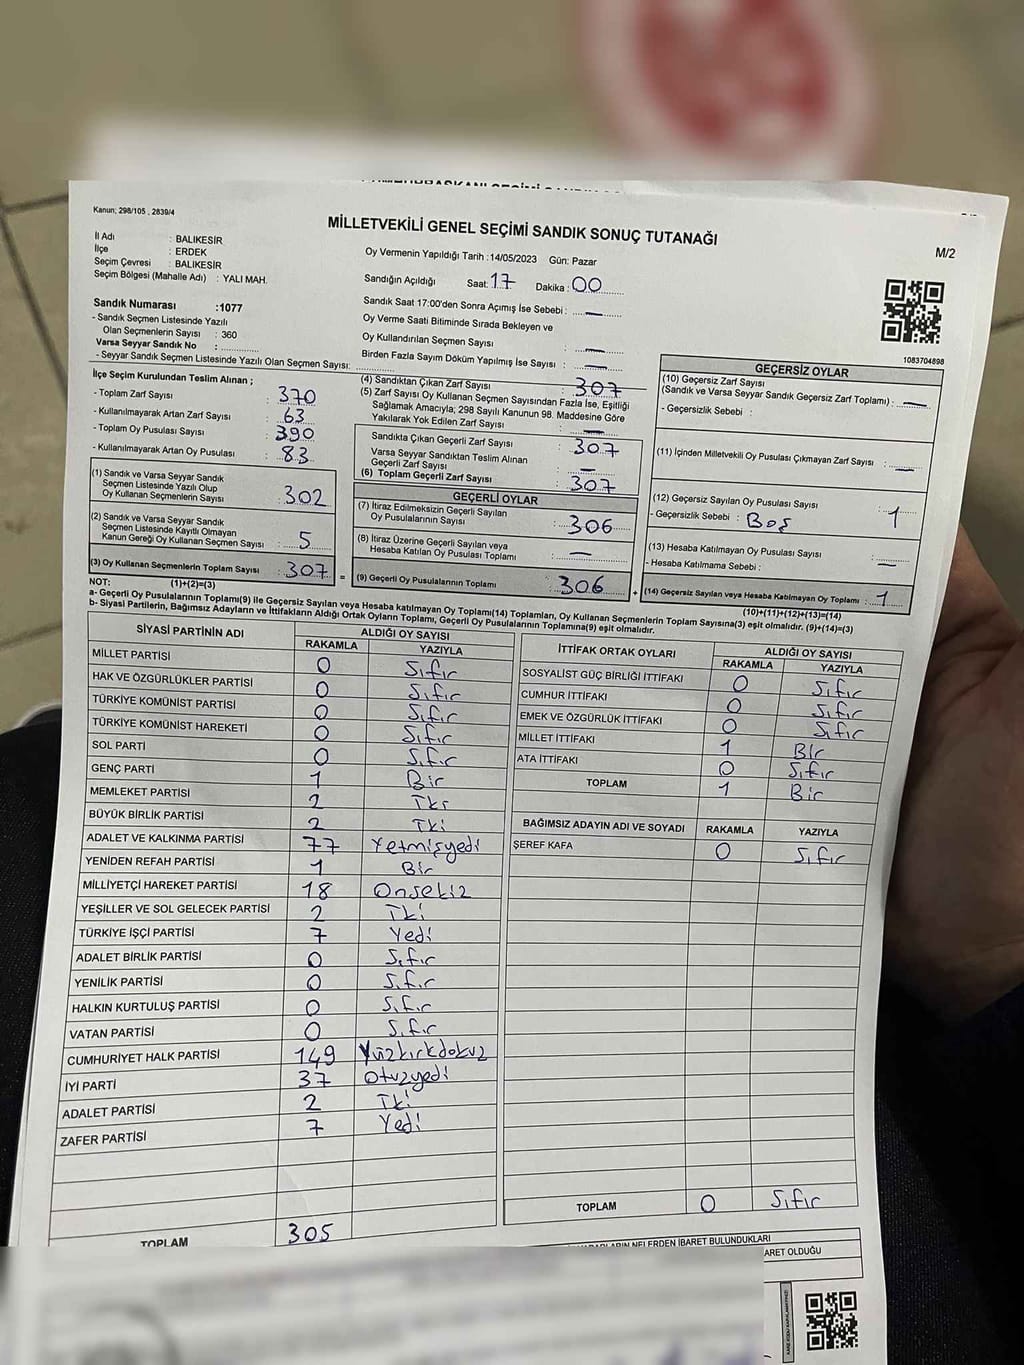 Kanun; 298/105 , 2839/4
MİLLETVEKİLİ GENEL SEÇİMİ SANDIK SONUÇ TUTANAĞI
M/2
İl Adı : BALIKESİR
İlçe : ERDEK
Seçim Çevresi : BALIKESİR
Seçim Bölgesi (Mahalle Adı) : YALI MAH.
Oy Vermenin Yapıldığı Tarih :14/05/2023 Gün: Pazar
Sandığın Açıldığı Saat: 17 Dakika : 00
Sandık Saat 17:00'den Sonra Açımış İse Sebebi : —
Oy Verme Saati Bitiminde Sırada Bekleyen ve
Oy Kullandırılan Seçmen Sayısı : —
Birden Fazla Sayım Döküm Yapılmış İse Sayısı : —
Sandık Numarası :1077
- Sandık Seçmen Listesinde Yazılı
Olan Seçmenlerin Sayısı : 360
Varsa Seyyar Sandık No :
- Seyyar Sandık Seçmen Listesinde Yazılı Olan Seçmen Sayısı:
1083704898
İlçe Seçim Kurulundan Teslim Alınan ;
- Toplam Zarf Sayısı : 370
- Kullanılmayarak Artan Zarf Sayısı : 63
- Toplam Oy Pusulası Sayısı : 390
- Kullanılmayarak Artan Oy Pusulası : 83
(1) Sandık ve Varsa Seyyar Sandık
Seçmen Listesinde Yazılı Olup
Oy Kullanan Seçmenlerin Sayısı : 302
(2) Sandık ve Varsa Seyyar Sandık
Seçmen Listesinde Kayıtlı Olmayan
Kanun Gereği Oy Kullanan Seçmen Sayısı : 5
(3) Oy Kullanan Seçmenlerin Toplam Sayısı : 307
(4) Sandıktan Çıkan Zarf Sayısı : 307
(5) Zarf Sayısı Oy Kullanan Seçmen Sayısından Fazla İse, Eşitliği
Sağlamak Amacıyla; 298 Sayılı Kanunun 98. Maddesine Göre
Yakılarak Yok Edilen Zarf Sayısı : —
Sandıkta Çıkan Geçerli Zarf Sayısı : 307
Varsa Seyyar Sandıktan Teslim Alınan
Geçerli Zarf Sayısı : —
(6) Toplam Geçerli Zarf Sayısı : 307
GEÇERLİ OYLAR
(7) İtiraz Edilmeksizin Geçerli Sayılan
Oy Pusulalarının Sayısı : 306
(8) İtiraz Üzerine Geçerli Sayılan veya
Hesaba Katılan Oy Pusulası Toplamı : —
= (9) Geçerli Oy Pusulalarının Toplamı : 306
GEÇERSİZ OYLAR
(10) Geçersiz Zarf Sayısı
(Sandık ve Varsa Seyyar Sandık Geçersiz Zarf Toplamı) : —
- Geçersizlik Sebebi :
(11) İçinden Milletvekili Oy Pusulası Çıkmayan Zarf Sayısı : —
(12) Geçersiz Sayılan Oy Pusulası Sayısı : 1
- Geçersizlik Sebebi : Boş
(13) Hesaba Katılmayan Oy Pusulası Sayısı : —
- Hesaba Katılmama Sebebi : —
+ (14) Geçersiz Sayılan veya Hesaba Katılmayan Oy Toplamı : 1
NOT: (1)+(2)=(3)
(10)+(11)+(12)+(13)=(14)
a- Geçerli Oy Pusulalarının Toplamı(9) ile Geçersiz Sayılan veya Hesaba katılmayan Oy Toplamı(14) Toplamları, Oy Kullanan Seçmenlerin Toplam Sayısına(3) eşit olmalıdır. (9)+(14)=(3)
b- Siyasi Partilerin, Bağımsız Adayların ve İttifakların Aldığı Ortak Oyların Toplamı, Geçerli Oy Pusulalarının Toplamına(9) eşit olmalıdır.
SİYASİ PARTİNİN ADI ALDIĞI OY SAYISI
RAKAMLA YAZIYLA
MİLLET PARTİSİ 0 Sıfır
HAK VE ÖZGÜRLÜKLER PARTİSİ 0 Sıfır
TÜRKİYE KOMÜNİST PARTİSİ 0 Sıfır
TÜRKİYE KOMÜNİST HAREKETİ 0 Sıfır
SOL PARTİ 0 Sıfır
GENÇ PARTİ 1 Bir
MEMLEKET PARTİSİ 2 İki
BÜYÜK BİRLİK PARTİSİ 2 İki
ADALET VE KALKINMA PARTİSİ 77 Yetmişyedi
YENİDEN REFAH PARTİSİ 1 Bir
MİLLİYETÇİ HAREKET PARTİSİ 18 Onsekiz
YEŞİLLER VE SOL GELECEK PARTİSİ 2 İki
TÜRKİYE İŞÇİ PARTİSİ 7 Yedi
ADALET BİRLİK PARTİSİ 0 Sıfır
YENİLİK PARTİSİ 0 Sıfır
HALKIN KURTULUŞ PARTİSİ 0 Sıfır
VATAN PARTİSİ 0 Sıfır
CUMHURİYET HALK PARTİSİ 149 Yüzkırkdokuz
İYİ PARTİ 37 Otuzyedi
ADALET PARTİSİ 2 İki
ZAFER PARTİSİ 7 Yedi
TOPLAM 305
İTTİFAK ORTAK OYLARI ALDIĞI OY SAYISI
RAKAMLA YAZIYLA
SOSYALİST GÜÇ BİRLİĞİ İTTİFAKI 0 Sıfır
CUMHUR İTTİFAKI 0 Sıfır
EMEK VE ÖZGÜRLÜK İTTİFAKI 0 Sıfır
MİLLET İTTİFAKI 1 Bir
ATA İTTİFAKI 0 Sıfır
TOPLAM 1 Bir
BAĞIMSIZ ADAYIN ADI VE SOYADI RAKAMLA YAZIYLA
ŞEREF KAFA 0 Sıfır
TOPLAM 0 Sıfır
NELERDEN İBARET BULUNDUKLARI
ARET OLDUĞU